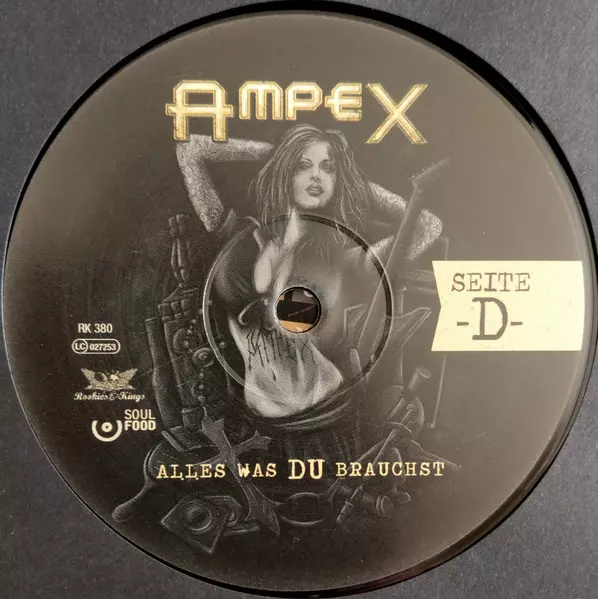 AMPEX
SEITE
-D-
RK 380
LC 027253
Rookies & Kings
SOUL
FOOD
ALLES WAS DU BRAUCHST